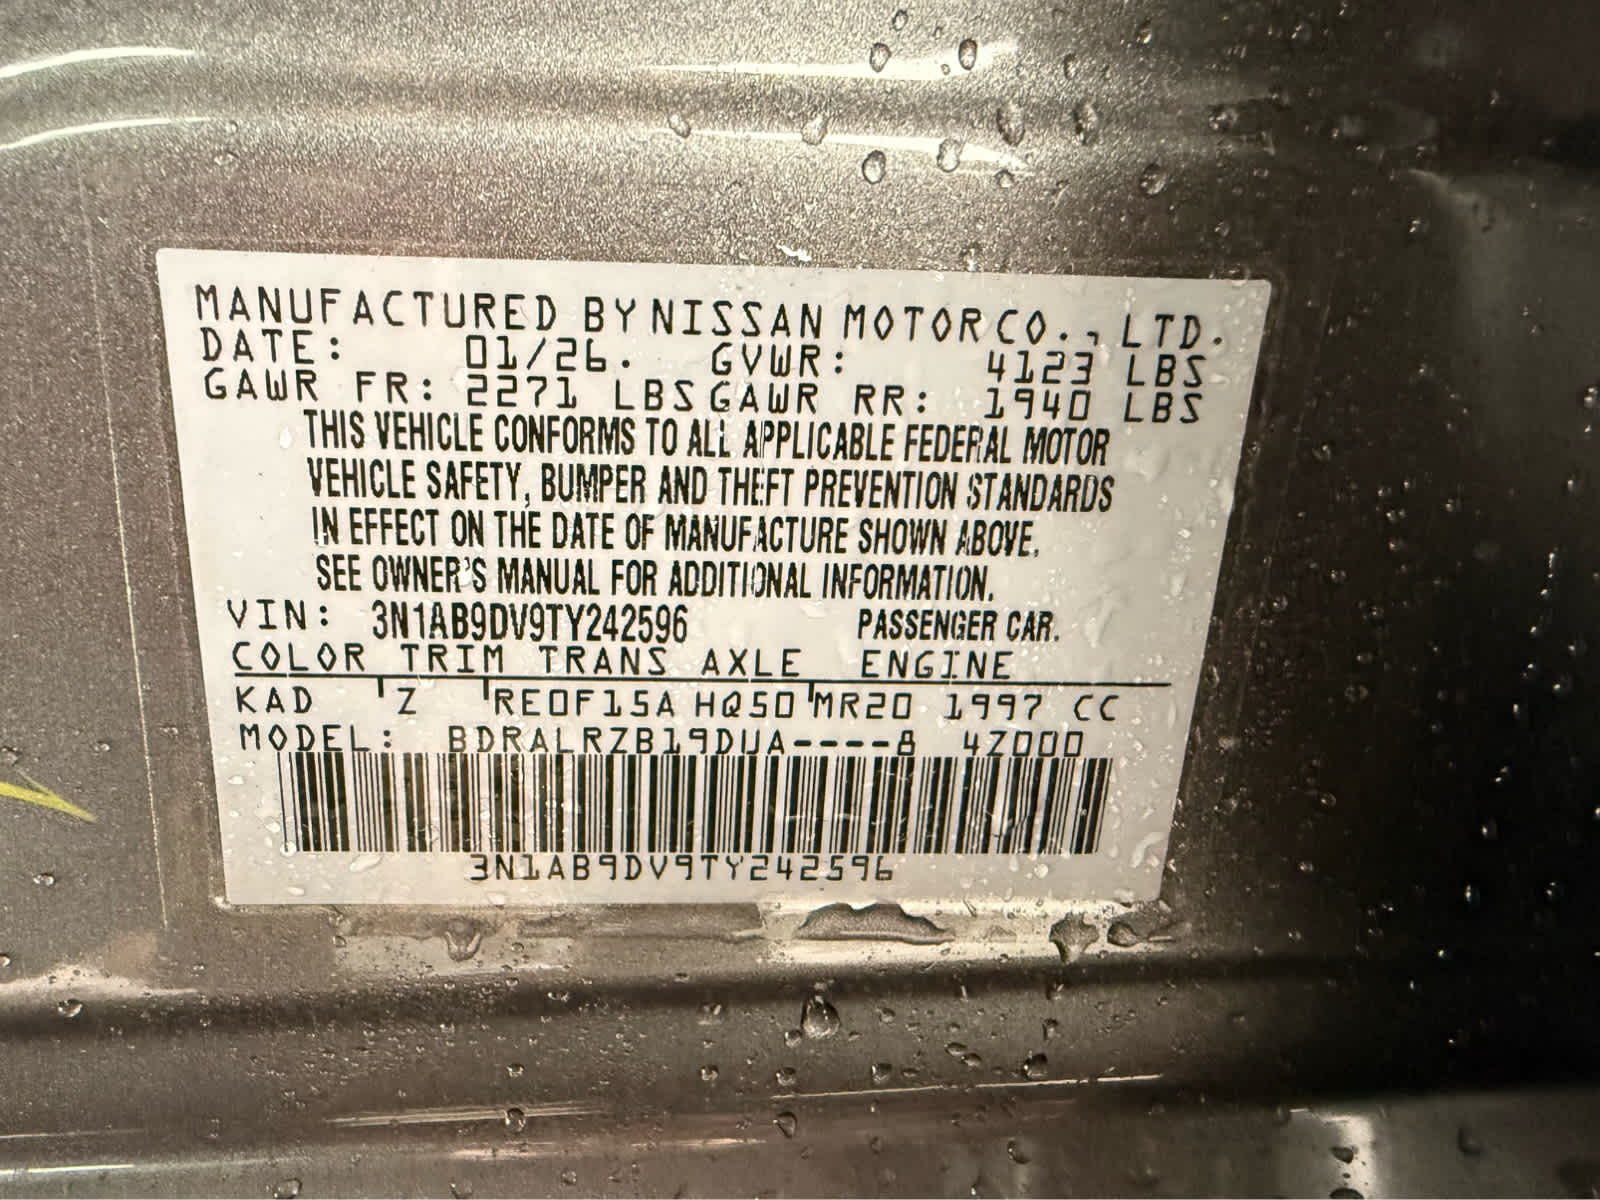 MANUFACTURED BY NISSAN MOTOR CO., LTD.
DATE: 01/26. GVWR: 4123 LBS
GAWR FR: 2271 LBS GAWR RR: 1940 LBS
THIS VEHICLE CONFORMS TO ALL APPLICABLE FEDERAL MOTOR
VEHICLE SAFETY, BUMPER AND THEFT PREVENTION STANDARDS
IN EFFECT ON THE DATE OF MANUFACTURE SHOWN ABOVE.
SEE OWNER'S MANUAL FOR ADDITIONAL INFORMATION.
VIN: 3N1AB9DV9TY242596 PASSENGER CAR.
COLOR TRIM TRANS AXLE ENGINE
KAD Z RE0F15A HQ50 MR20 1997 CC
MODEL: BDRALRZB19DUA----8 4Z000
3N1AB9DV9TY242596